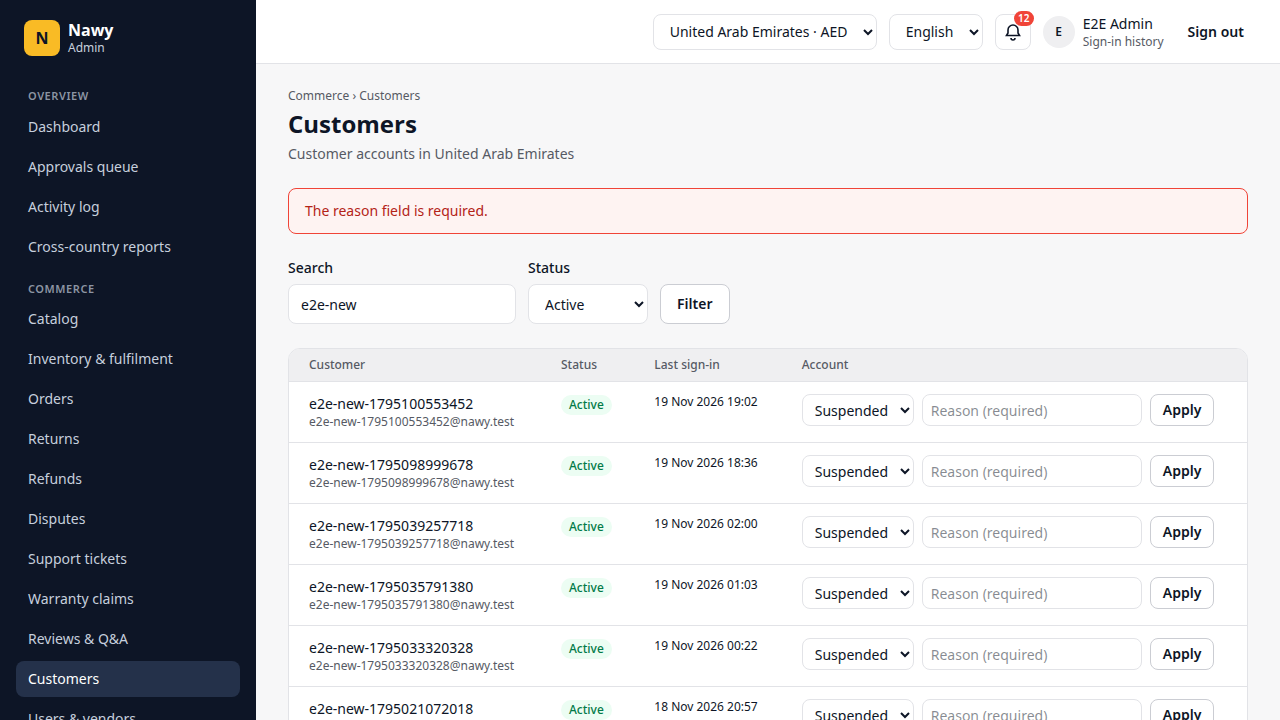 N
Nawy
Admin
OVERVIEW
Dashboard
Approvals queue
Activity log
Cross-country reports
COMMERCE
Catalog
Inventory & fulfilment
Orders
Returns
Refunds
Disputes
Support tickets
Warranty claims
Reviews & Q&A
Customers
Users & vendors
United Arab Emirates · AED
English
12
E
E2E Admin
Sign-in history
Sign out
Commerce › Customers
Customers
Customer accounts in United Arab Emirates
The reason field is required.
Search Status
e2e-new Active Filter
Customer Status Last sign-in Account
e2e-new-1795100553452 Active 19 Nov 2026 19:02 Suspended Reason (required) Apply
e2e-new-1795100553452@nawy.test
e2e-new-1795098999678 Active 19 Nov 2026 18:36 Suspended Reason (required) Apply
e2e-new-1795098999678@nawy.test
e2e-new-1795039257718 Active 19 Nov 2026 02:00 Suspended Reason (required) Apply
e2e-new-1795039257718@nawy.test
e2e-new-1795035791380 Active 19 Nov 2026 01:03 Suspended Reason (required) Apply
e2e-new-1795035791380@nawy.test
e2e-new-1795033320328 Active 19 Nov 2026 00:22 Suspended Reason (required) Apply
e2e-new-1795033320328@nawy.test
e2e-new-1795021072018 Active 18 Nov 2026 20:57 Suspended Reason (required) Apply